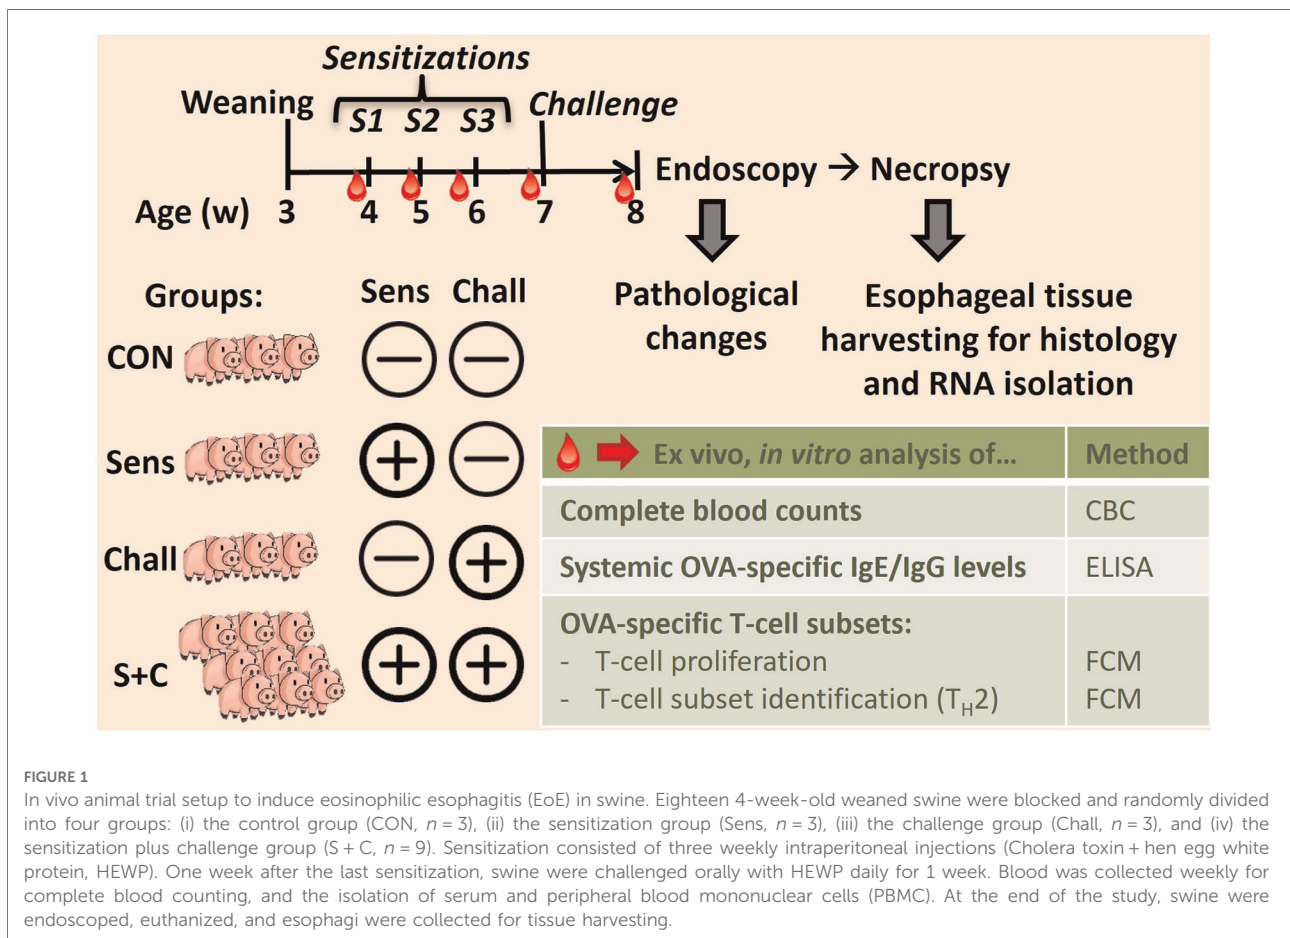 Sensitizations
Weaning
S1 S2 S3
Challenge
Endoscopy → Necropsy
Age (w) 3 4 5 6 7 8
Groups:
Sens Chall
Pathological
changes
Esophageal tissue
harvesting for histology
and RNA isolation
CON − −
Sens + −
Chall − +
S+C + +
Ex vivo, in vitro analysis of... Method
Complete blood counts CBC
Systemic OVA-specific IgE/IgG levels ELISA
OVA-specific T-cell subsets:
- T-cell proliferation FCM
- T-cell subset identification (TH2) FCM
FIGURE 1
In vivo animal trial setup to induce eosinophilic esophagitis (EoE) in swine. Eighteen 4-week-old weaned swine were blocked and randomly divided
into four groups: (i) the control group (CON, n = 3), (ii) the sensitization group (Sens, n = 3), (iii) the challenge group (Chall, n = 3), and (iv) the
sensitization plus challenge group (S + C, n = 9). Sensitization consisted of three weekly intraperitoneal injections (Cholera toxin + hen egg white
protein, HEWP). One week after the last sensitization, swine were challenged orally with HEWP daily for 1 week. Blood was collected weekly for
complete blood counting, and the isolation of serum and peripheral blood mononuclear cells (PBMC). At the end of the study, swine were
endoscoped, euthanized, and esophagi were collected for tissue harvesting.